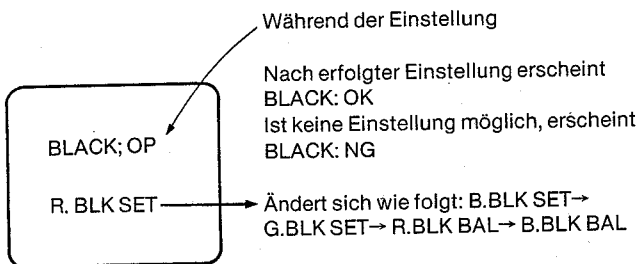 Während der Einstellung
Nach erfolgter Einstellung erscheint
BLACK: OK
Ist keine Einstellung möglich, erscheint
BLACK: NG
BLACK; OP
R. BLK SET
Ändert sich wie folgt: B.BLK SET→
G.BLK SET→ R.BLK BAL→ B.BLK BAL